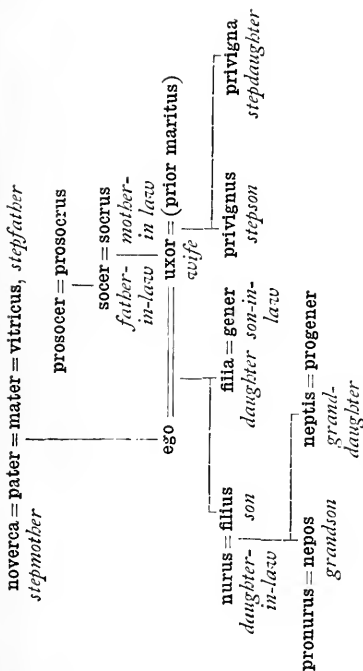 noverca = pater = mater = vitricus, stepfather
stepmother
prosocer = prosocrus
socer = socrus
father- mother-
in-law in law
ego = uxor = (prior maritus)
wife
nurus = filius filia = gener privignus privigna
daughter- son daughter son-in- stepson stepdaughter
in-law law
pronurus = nepos neptis = progener
grandson grand-
daughter